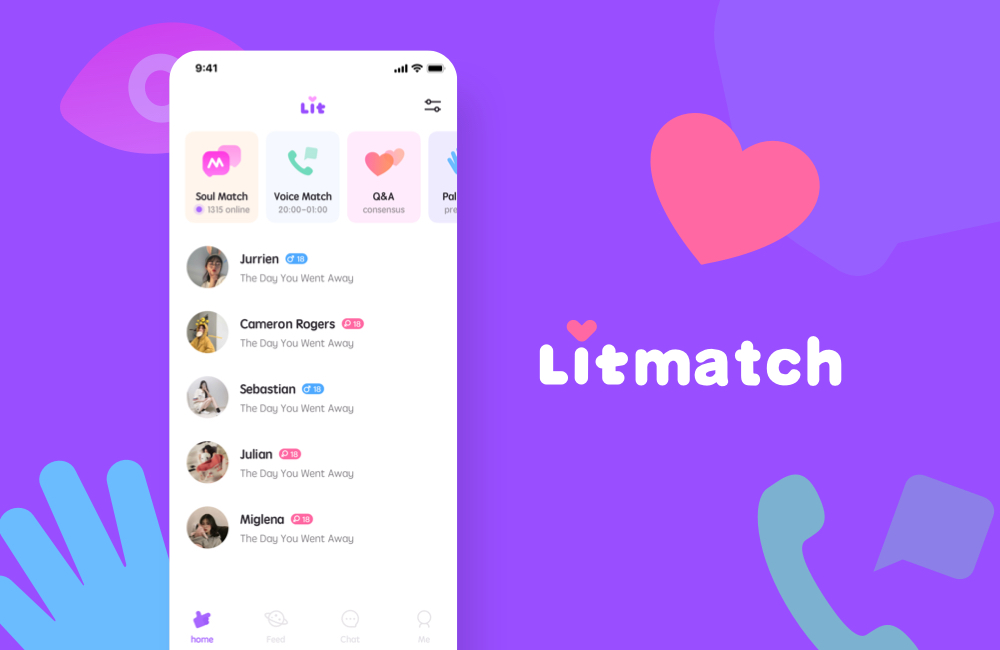 9:41
Lit
Soul Match
1315 online
Voice Match
20:00–01:00
Q&A
consensus
Pal
pre
Jurrien 18
The Day You Went Away
Cameron Rogers 18
The Day You Went Away
Sebastian 18
The Day You Went Away
Julian 18
The Day You Went Away
Miglena 18
The Day You Went Away
home Feed Chat Me
Litmatch